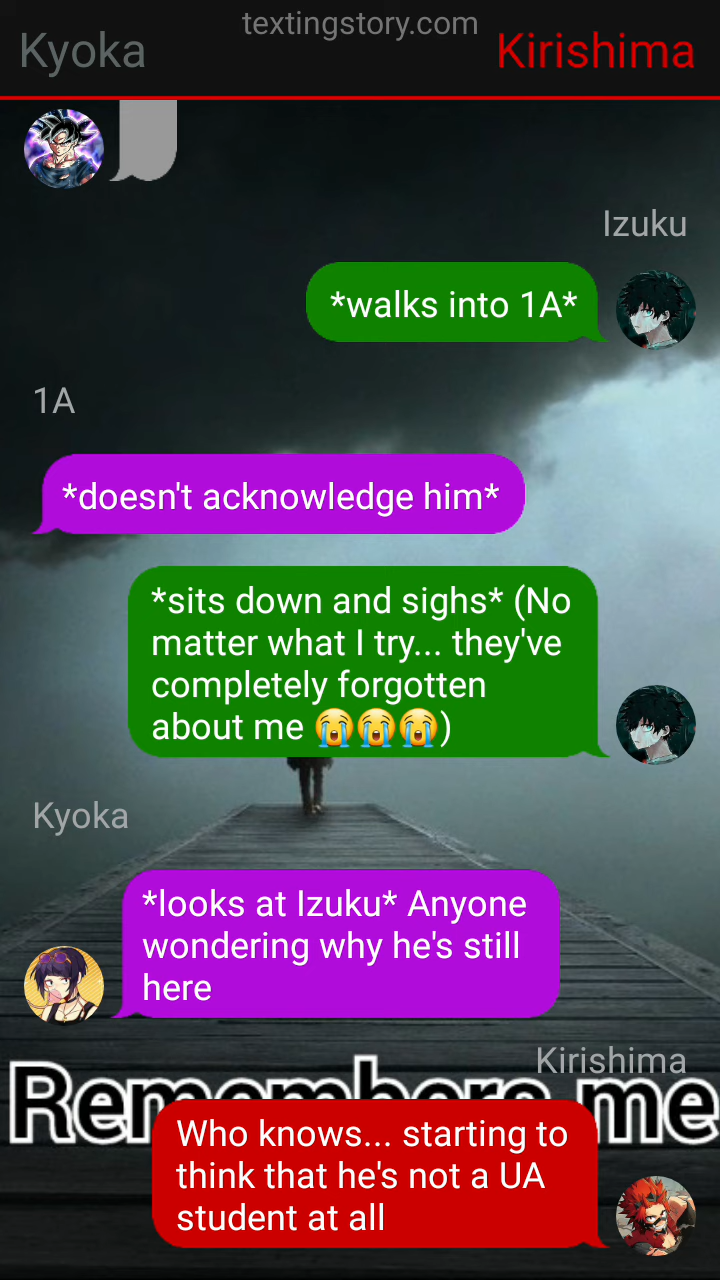 textingstory.com
Kyoka
Kirishima
Izuku
*walks into 1A*
1A
*doesn't acknowledge him*
*sits down and sighs* (No
matter what I try... they've
completely forgotten
about me 😭😭😭)
Kyoka
*looks at Izuku* Anyone
wondering why he's still
here
Kirishima
Remembers me
Who knows... starting to
think that he's not a UA
student at all